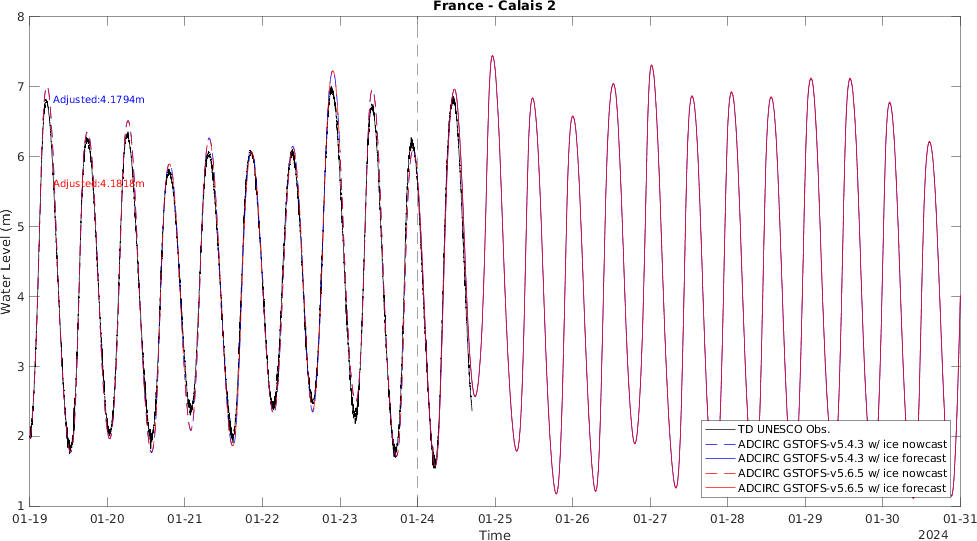 France - Calais 2
8
7
6
5
4
3
2
1
Water Level (m)
Adjusted:4.1794m
Adjusted:4.1818m
TD UNESCO Obs.
ADCIRC GSTOFS-v5.4.3 w/ ice nowcast
ADCIRC GSTOFS-v5.4.3 w/ ice forecast
ADCIRC GSTOFS-v5.6.5 w/ ice nowcast
ADCIRC GSTOFS-v5.6.5 w/ ice forecast
01-19 01-20 01-21 01-22 01-23 01-24 01-25 01-26 01-27 01-28 01-29 01-30 01-31
Time
2024